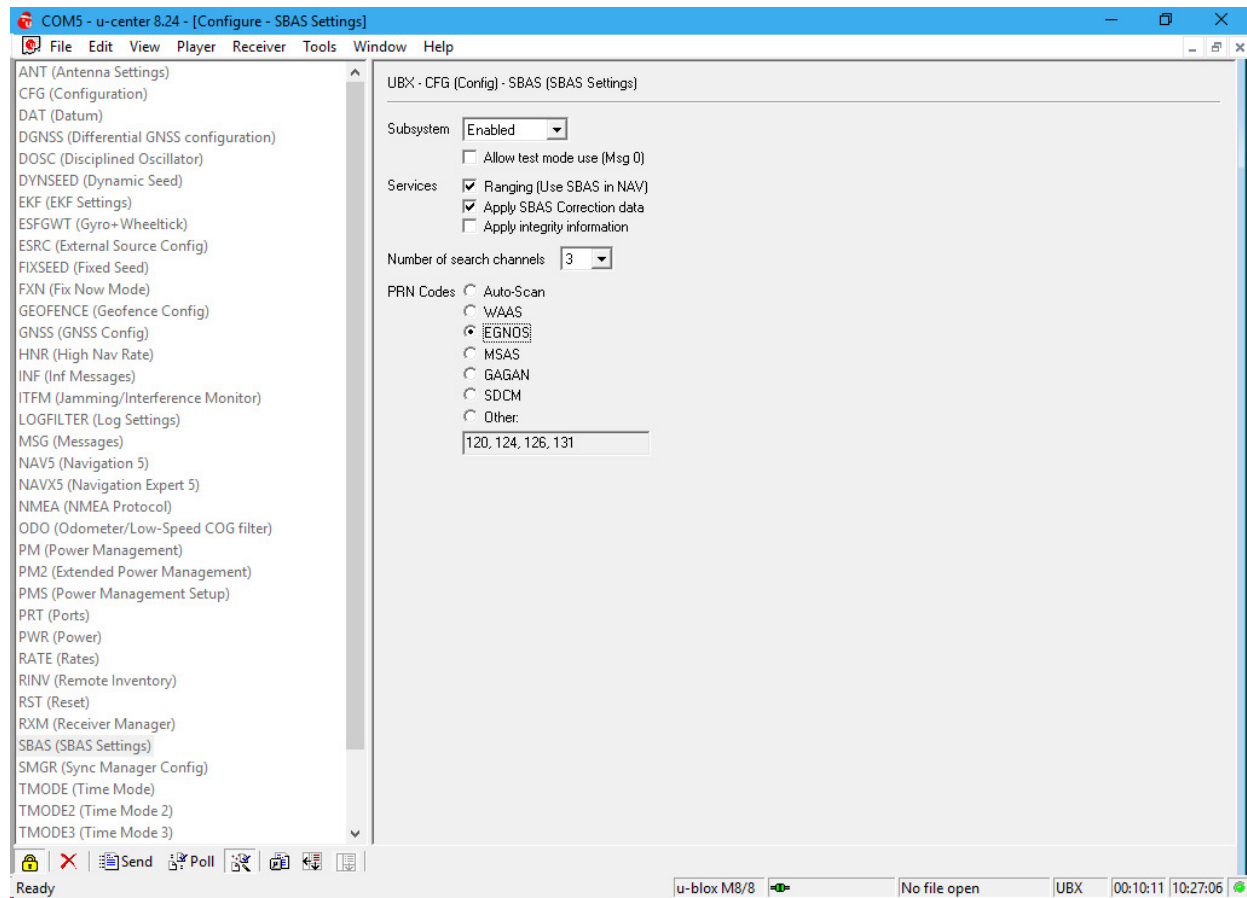 COM5 - u-center 8.24 - [Configure - SBAS Settings]
File Edit View Player Receiver Tools Window Help
ANT (Antenna Settings)
CFG (Configuration)
DAT (Datum)
DGNSS (Differential GNSS configuration)
DOSC (Disciplined Oscillator)
DYNSEED (Dynamic Seed)
EKF (EKF Settings)
ESFGWT (Gyro+Wheeltick)
ESRC (External Source Config)
FIXSEED (Fixed Seed)
FXN (Fix Now Mode)
GEOFENCE (Geofence Config)
GNSS (GNSS Config)
HNR (High Nav Rate)
INF (Inf Messages)
ITFM (Jamming/Interference Monitor)
LOGFILTER (Log Settings)
MSG (Messages)
NAV5 (Navigation 5)
NAVX5 (Navigation Expert 5)
NMEA (NMEA Protocol)
ODO (Odometer/Low-Speed COG filter)
PM (Power Management)
PM2 (Extended Power Management)
PMS (Power Management Setup)
PRT (Ports)
PWR (Power)
RATE (Rates)
RINV (Remote Inventory)
RST (Reset)
RXM (Receiver Manager)
SBAS (SBAS Settings)
SMGR (Sync Manager Config)
TMODE (Time Mode)
TMODE2 (Time Mode 2)
TMODE3 (Time Mode 3)
UBX - CFG (Config) - SBAS (SBAS Settings)
Subsystem Enabled
Allow test mode use (Msg 0)
Services Ranging (Use SBAS in NAV)
Apply SBAS Correction data
Apply integrity information
Number of search channels 3
PRN Codes Auto-Scan
WAAS
EGNOS
MSAS
GAGAN
SDCM
Other:
120, 124, 126, 131
Send Poll
Ready u-blox M8/8 No file open UBX 00:10:11 10:27:06